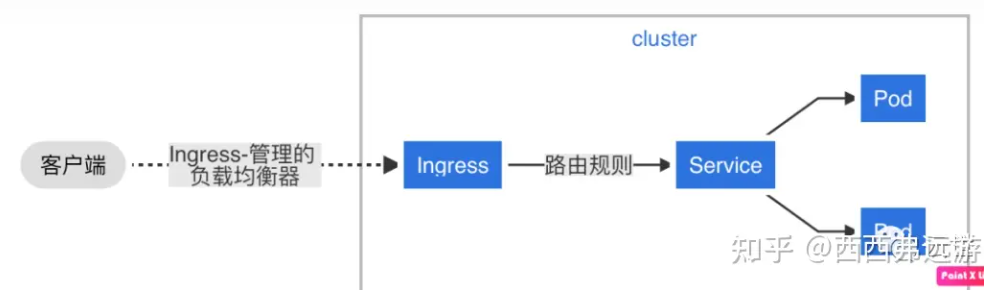 cluster
Pod
客户端
Ingress-管理的
负载均衡器
Ingress
路由规则
Service
Pod
知乎 @西西弗远游
Paint X